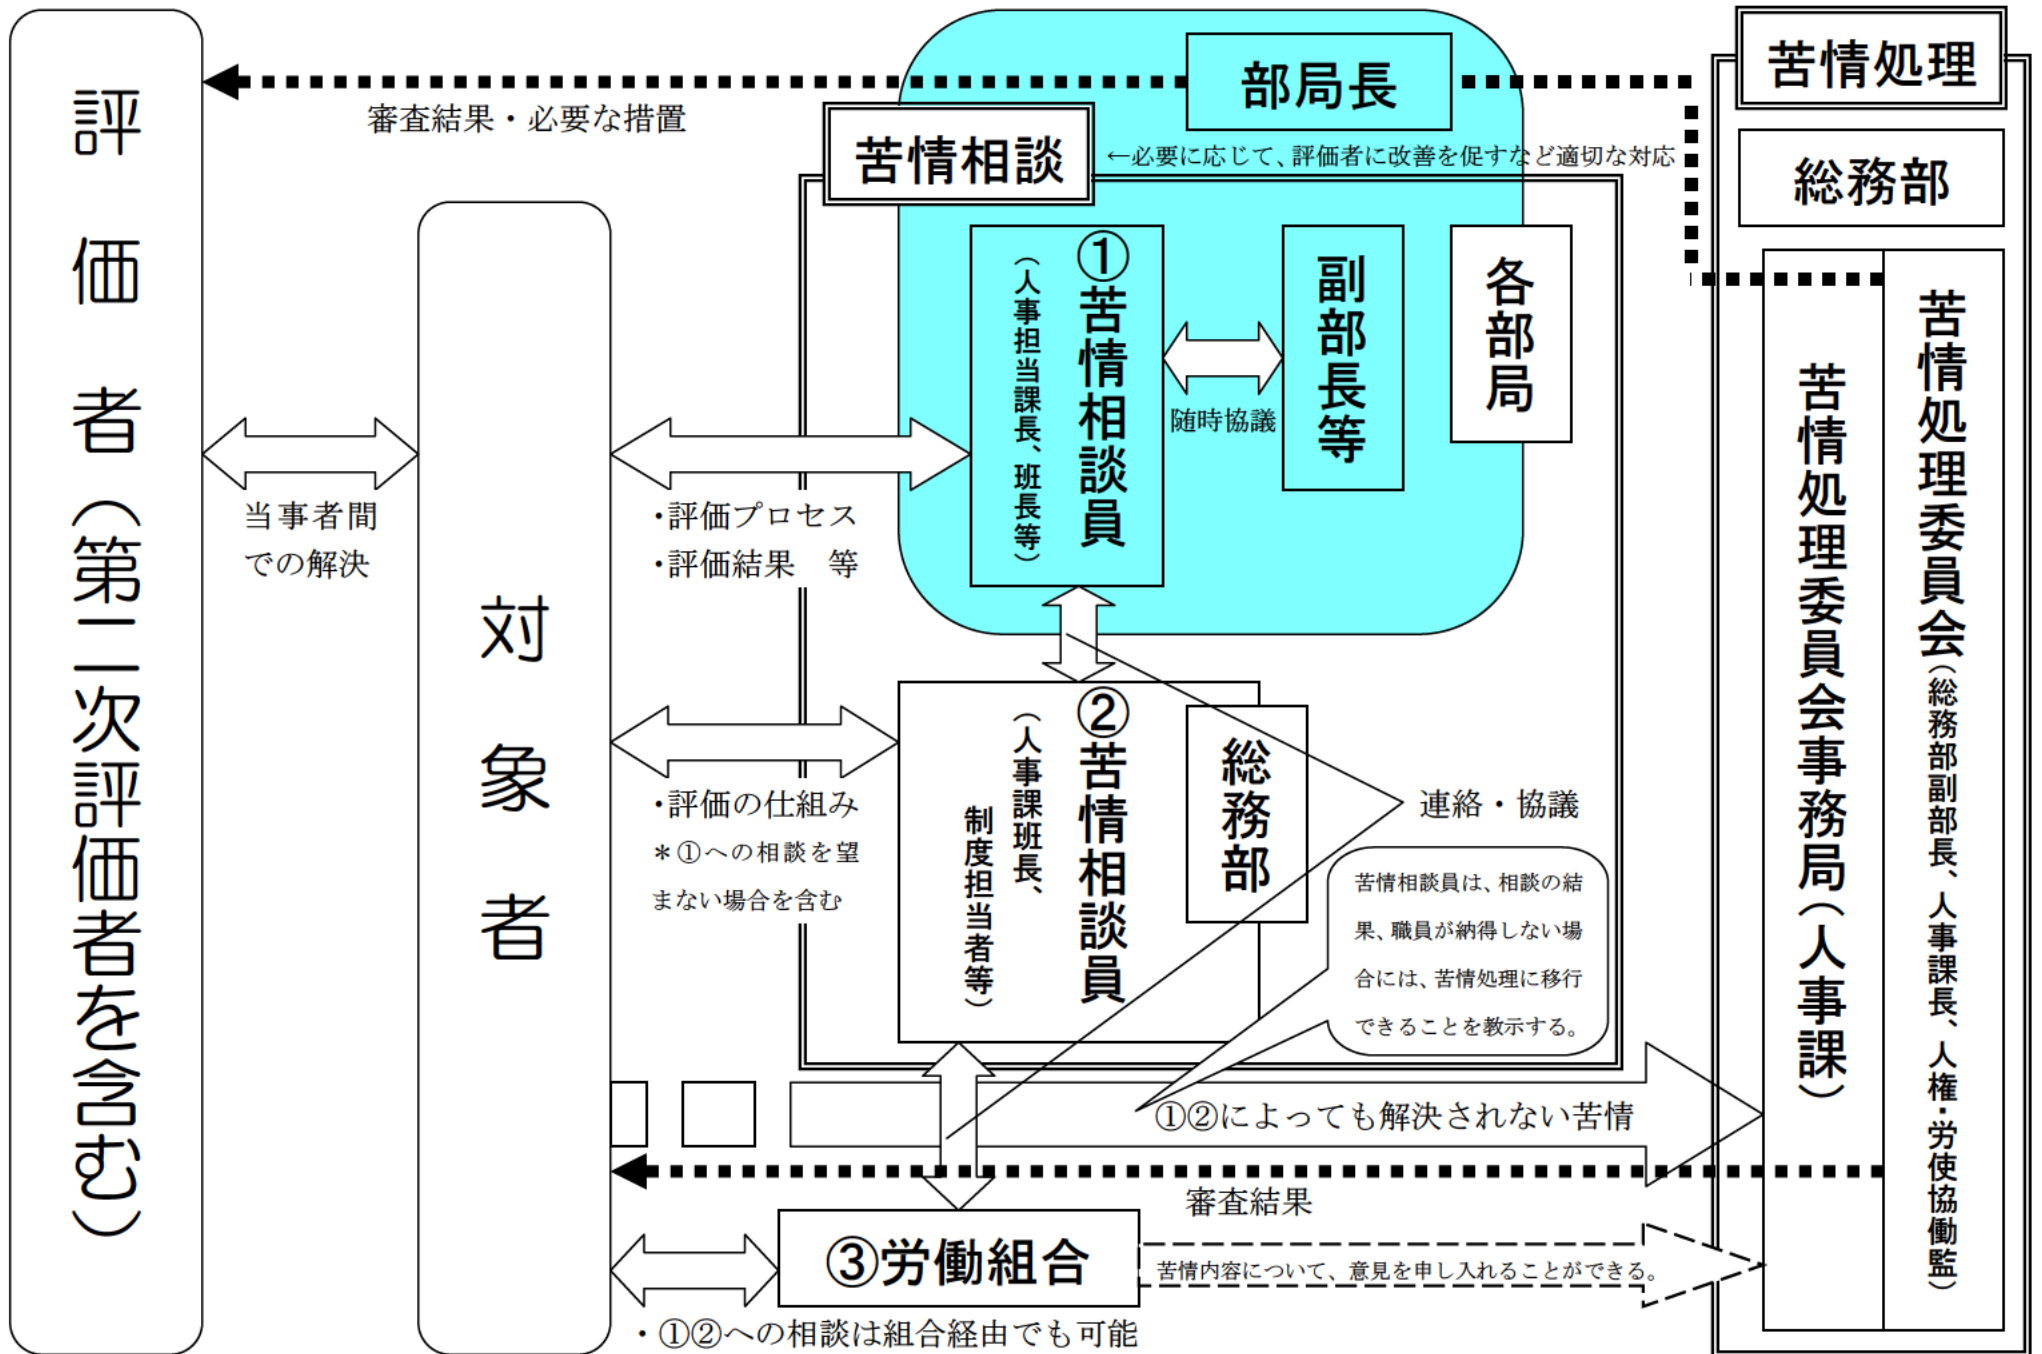 評価者（第二次評価者を含む）
審査結果・必要な措置
当事者間
での解決
対象者
部局長
苦情相談
←必要に応じて、評価者に改善を促すなど適切な対応
①苦情相談員
（人事担当課長、班長等）
随時協議
副部長等
各部局
・評価プロセス
・評価結果　等
②苦情相談員
（人事課班長、
制度担当者等）
総務部
・評価の仕組み
＊①への相談を望
まない場合を含む
連絡・協議
苦情相談員は、相談の結
果、職員が納得しない場
合には、苦情処理に移行
できることを教示する。
①②によっても解決されない苦情
審査結果
③労働組合
苦情内容について、意見を申し入れることができる。
・①②への相談は組合経由でも可能
苦情処理
総務部
苦情処理委員会（総務部副部長、人事課長、人権・労使協働監）
苦情処理委員会事務局（人事課）